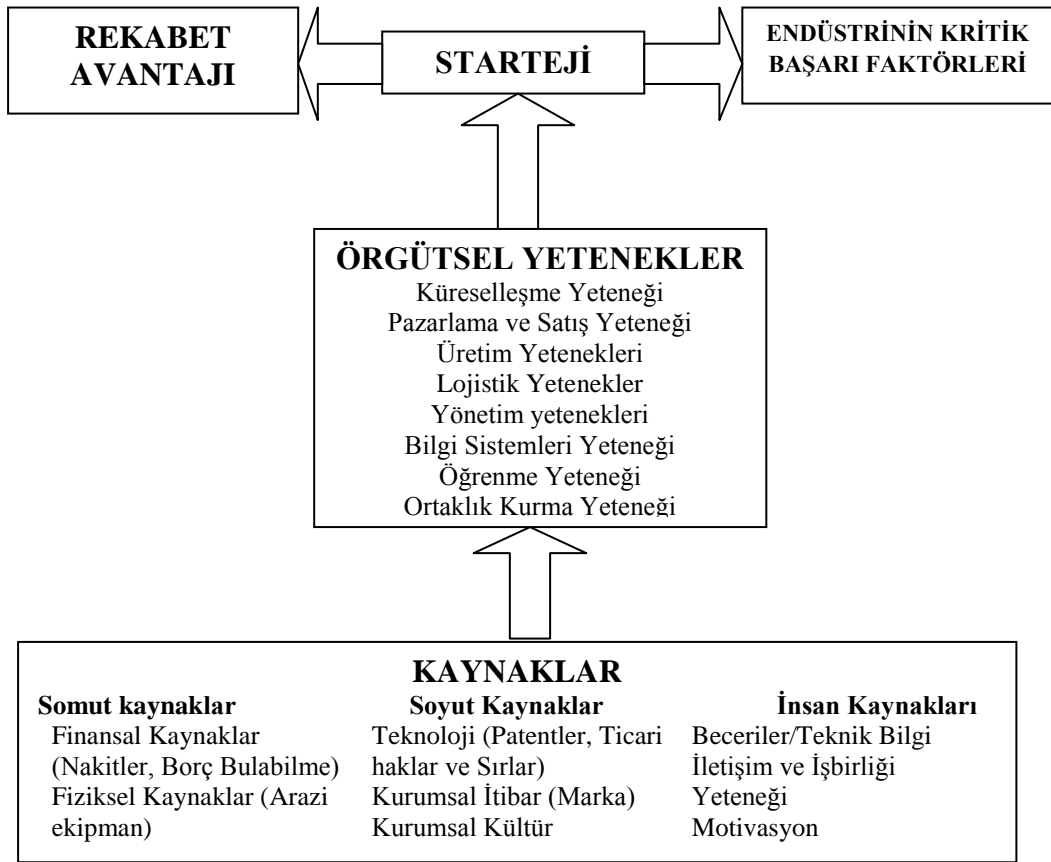 REKABET
AVANTAJI
STARTEJİ
ENDÜSTRİNİN KRİTİK
BAŞARI FAKTÖRLERİ
ÖRGÜTSEL YETENEKLER
Küreselleşme Yeteneği
Pazarlama ve Satış Yeteneği
Üretim Yetenekleri
Lojistik Yetenekler
Yönetim yetenekleri
Bilgi Sistemleri Yeteneği
Öğrenme Yeteneği
Ortaklık Kurma Yeteneği
KAYNAKLAR
Somut kaynaklar
Finansal Kaynaklar
(Nakitler, Borç Bulabilme)
Fiziksel Kaynaklar (Arazi
ekipman)
Soyut Kaynaklar
Teknoloji (Patentler, Ticari
haklar ve Sırlar)
Kurumsal İtibar (Marka)
Kurumsal Kültür
İnsan Kaynakları
Beceriler/Teknik Bilgi
İletişim ve İşbirliği
Yeteneği
Motivasyon